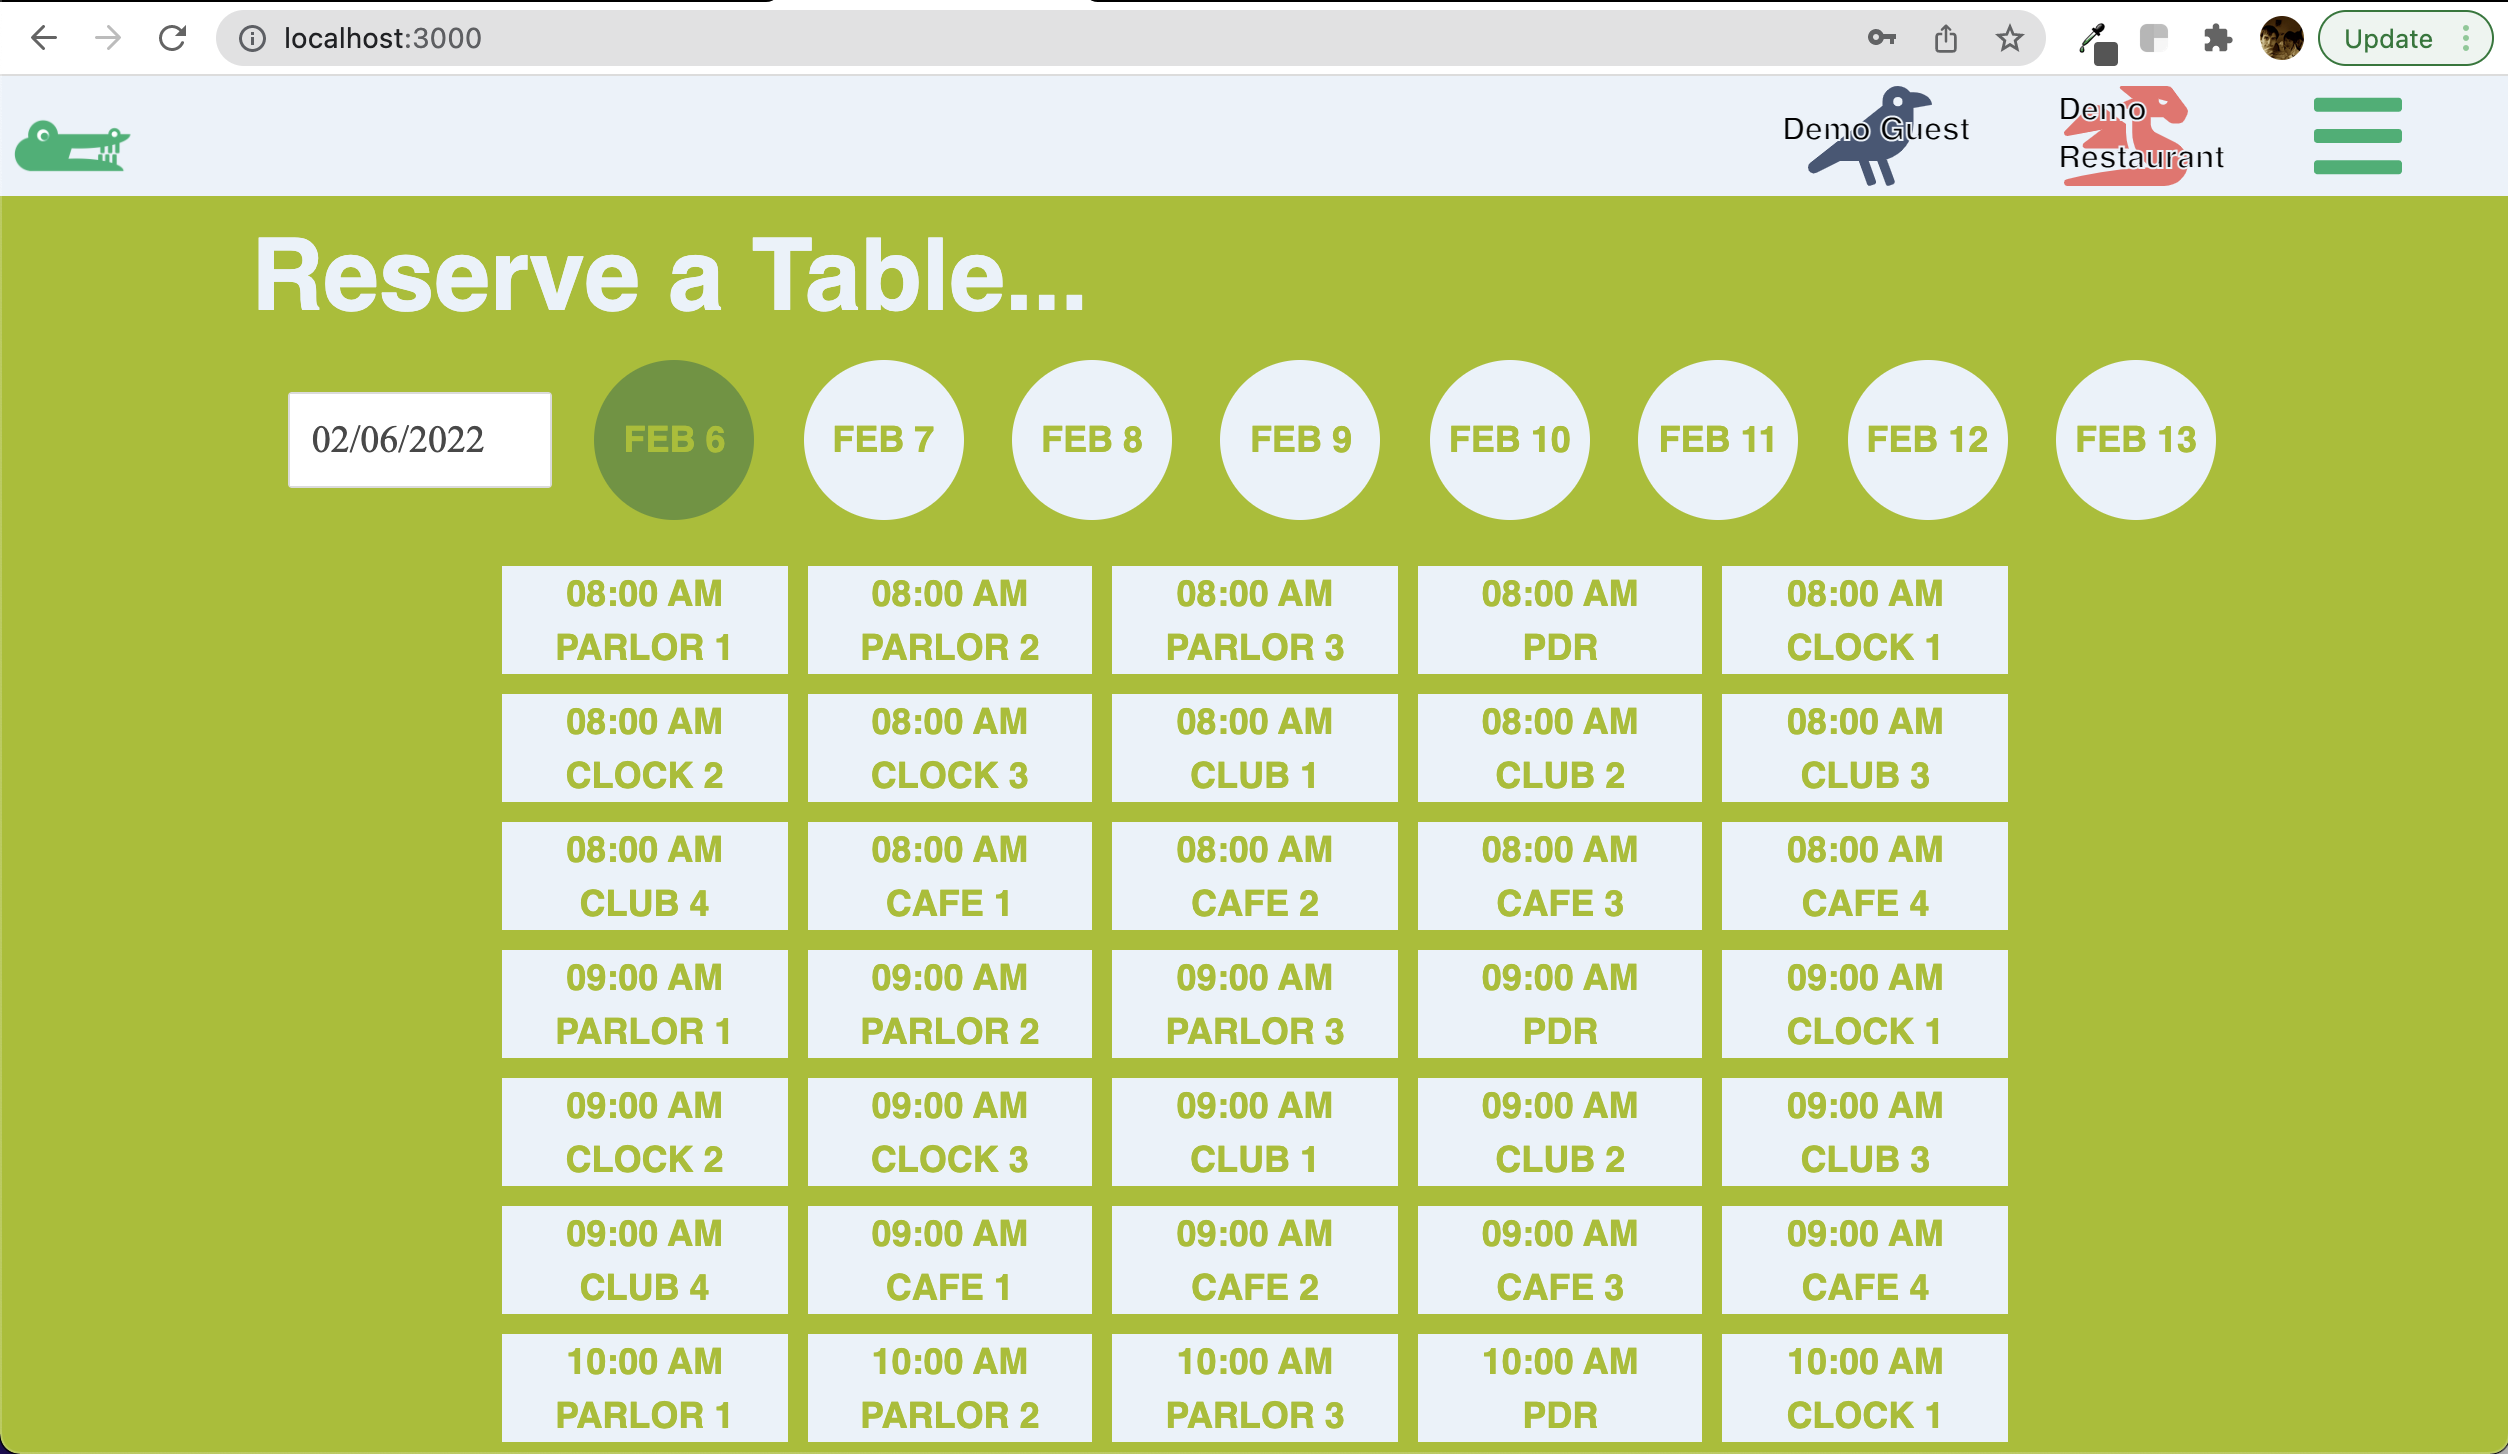 localhost:3000
Update
Demo Guest
Demo
Restaurant
Reserve a Table...
02/06/2022
FEB 6
FEB 7
FEB 8
FEB 9
FEB 10
FEB 11
FEB 12
FEB 13
08:00 AM
PARLOR 1
08:00 AM
PARLOR 2
08:00 AM
PARLOR 3
08:00 AM
PDR
08:00 AM
CLOCK 1
08:00 AM
CLOCK 2
08:00 AM
CLOCK 3
08:00 AM
CLUB 1
08:00 AM
CLUB 2
08:00 AM
CLUB 3
08:00 AM
CLUB 4
08:00 AM
CAFE 1
08:00 AM
CAFE 2
08:00 AM
CAFE 3
08:00 AM
CAFE 4
09:00 AM
PARLOR 1
09:00 AM
PARLOR 2
09:00 AM
PARLOR 3
09:00 AM
PDR
09:00 AM
CLOCK 1
09:00 AM
CLOCK 2
09:00 AM
CLOCK 3
09:00 AM
CLUB 1
09:00 AM
CLUB 2
09:00 AM
CLUB 3
09:00 AM
CLUB 4
09:00 AM
CAFE 1
09:00 AM
CAFE 2
09:00 AM
CAFE 3
09:00 AM
CAFE 4
10:00 AM
PARLOR 1
10:00 AM
PARLOR 2
10:00 AM
PARLOR 3
10:00 AM
PDR
10:00 AM
CLOCK 1